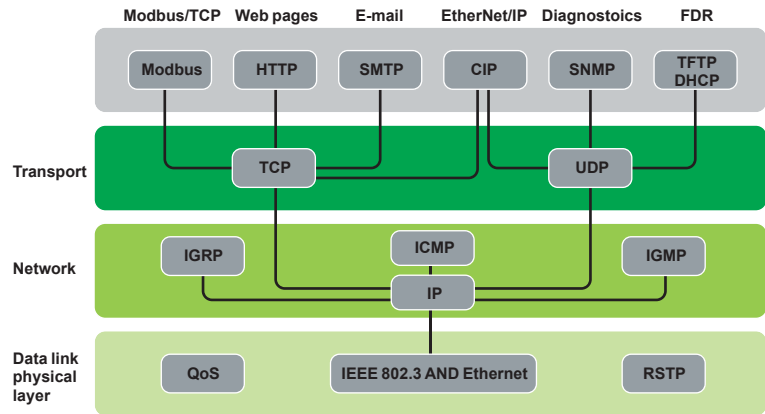 Modbus/TCP Web pages E-mail EtherNet/IP Diagnostoics FDR
Modbus HTTP SMTP CIP SNMP TFTP
DHCP
Transport TCP UDP
Network IGRP ICMP IGMP
IP
Data link
physical
layer
QoS IEEE 802.3 AND Ethernet RSTP